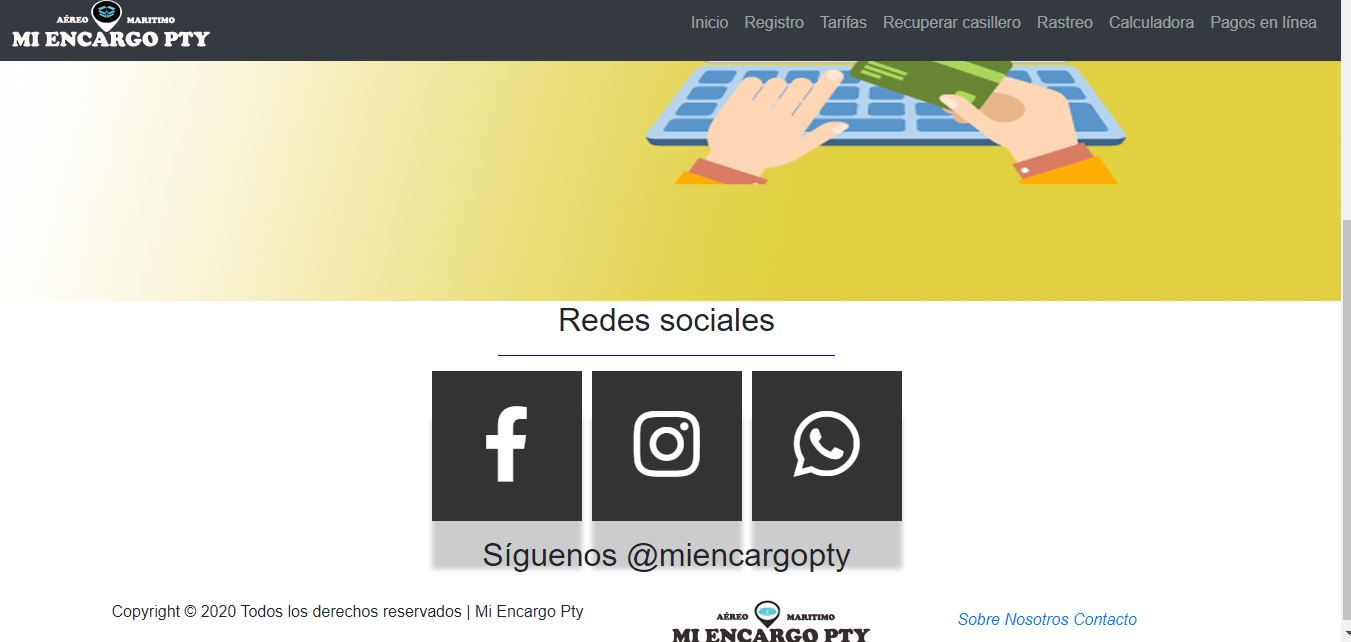 AÉREO MARITIMO
MI ENCARGO PTY
Inicio Registro Tarifas Recuperar casillero Rastreo Calculadora Pagos en línea
Redes sociales
Síguenos @miencargopty
Copyright © 2020 Todos los derechos reservados | Mi Encargo Pty
AÉREO MARITIMO
MI ENCARGO PTY
Sobre Nosotros Contacto